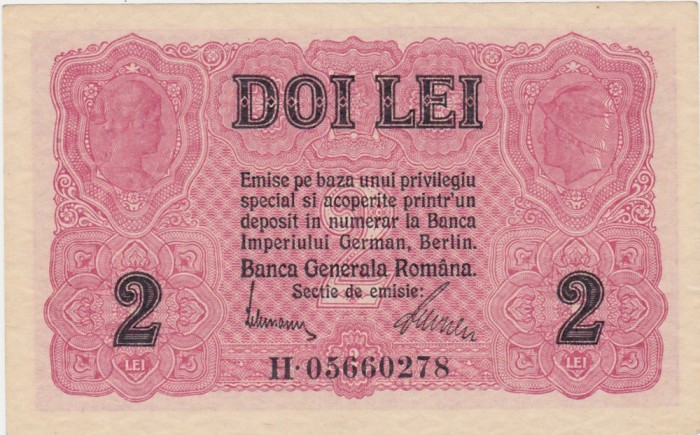 DOI LEI
Emise pe baza unui privilegiu
special si acoperite printr'un
deposit in numerar la Banca
Imperiului German, Berlin.
Banca Generala Româna.
Sectie de emisie:
2
2
LEI
LEI
H·05660278